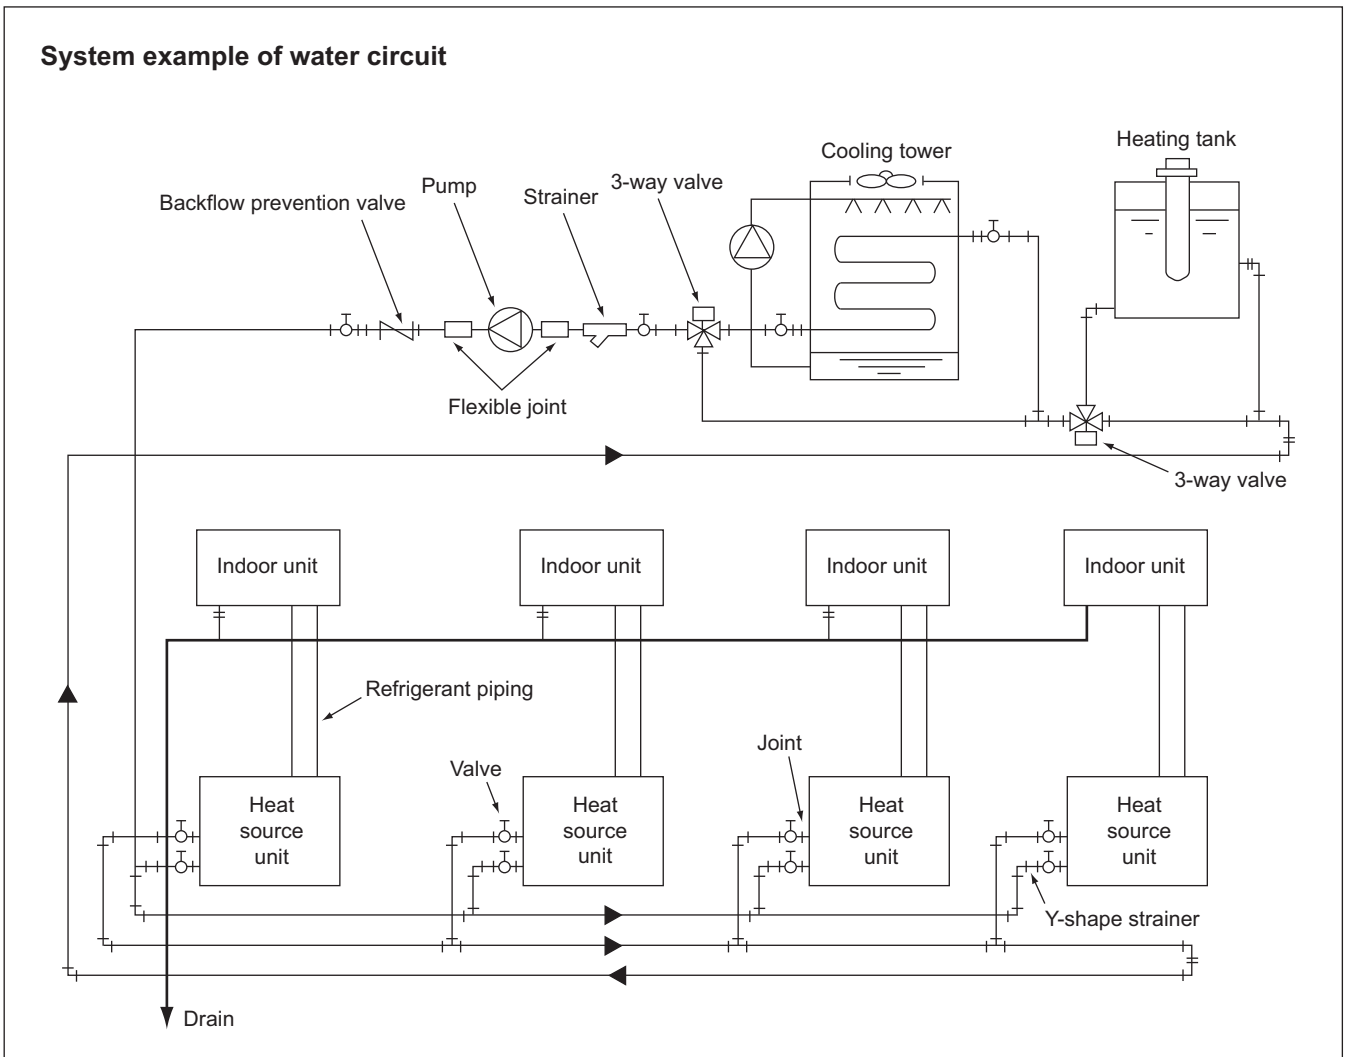 System example of water circuit
Heating tank
Cooling tower
3-way valve
Pump
Strainer
Backflow prevention valve
Flexible joint
3-way valve
Indoor unit
Indoor unit
Indoor unit
Indoor unit
Refrigerant piping
Joint
Valve
Heat
source
unit
Heat
source
unit
Heat
source
unit
Heat
source
unit
Y-shape strainer
Drain